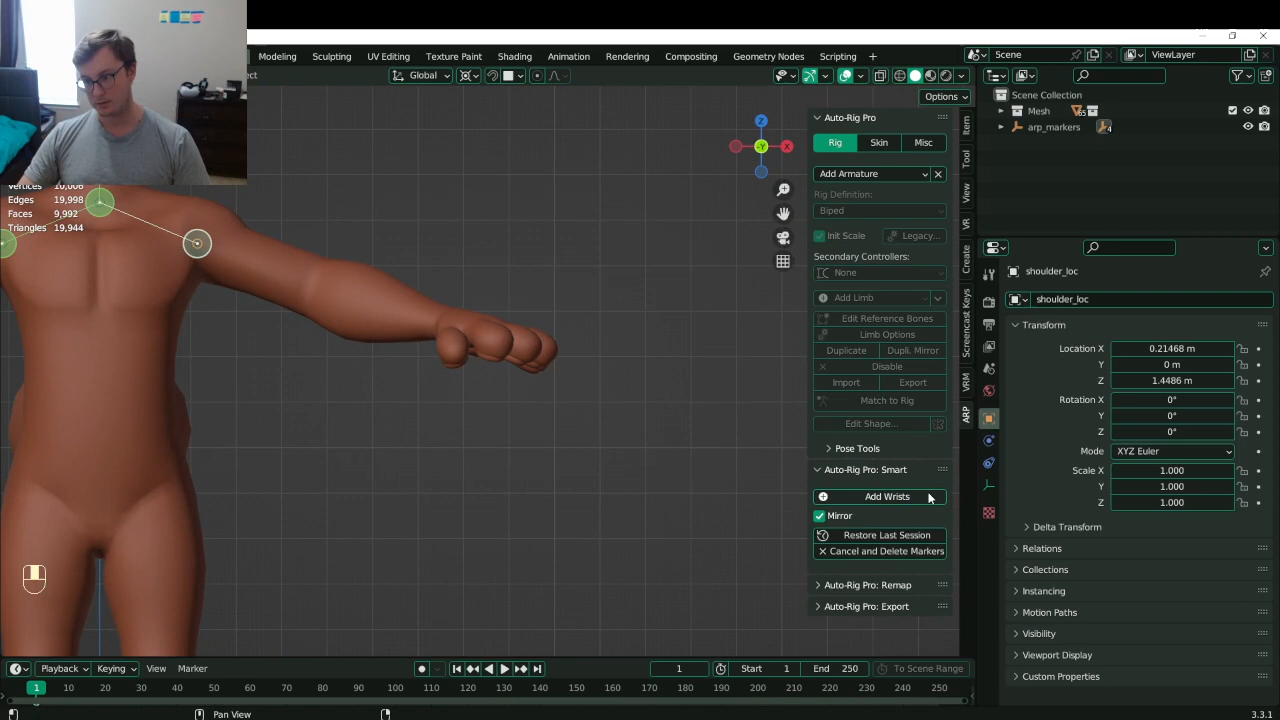 ect
Modeling
Sculpting
UV Editing
Texture Paint
Shading
Animation
Rendering
Compositing
Geometry Nodes
Scripting
+
Scene
ViewLayer
Global
Options
Vertices 10,006
Edges 19,998
Faces 9,992
Triangles 19,944
Z
-Y
X
Auto-Rig Pro
Rig
Skin
Misc
Add Armature
Rig Definition:
Biped
Init Scale
Legacy...
Secondary Controllers:
None
Add Limb
Edit Reference Bones
Limb Options
Duplicate
Dupli. Mirror
Disable
Import
Export
Match to Rig
Edit Shape...
Pose Tools
Auto-Rig Pro: Smart
Add Wrists
Mirror
Restore Last Session
Cancel and Delete Markers
Auto-Rig Pro: Remap
Auto-Rig Pro: Export
Item
Tool
View
VR
Create
Screencast Keys
VRM
ARP
Scene Collection
Mesh
65
arp_markers
4
shoulder_loc
shoulder_loc
Transform
Location X 0.21468 m
Y 0 m
Z 1.4486 m
Rotation X 0°
Y 0°
Z 0°
Mode XYZ Euler
Scale X 1.000
Y 1.000
Z 1.000
Delta Transform
Relations
Collections
Instancing
Motion Paths
Visibility
Viewport Display
Custom Properties
Playback
Keying
View
Marker
1
Start 1
End 250
To Scene Range
1 10 20 30 40 50 60 70 80 90 100 110 120 130 140 150 160 170 180 190 200 210 220 230 240 250
Pan View
3.3.1